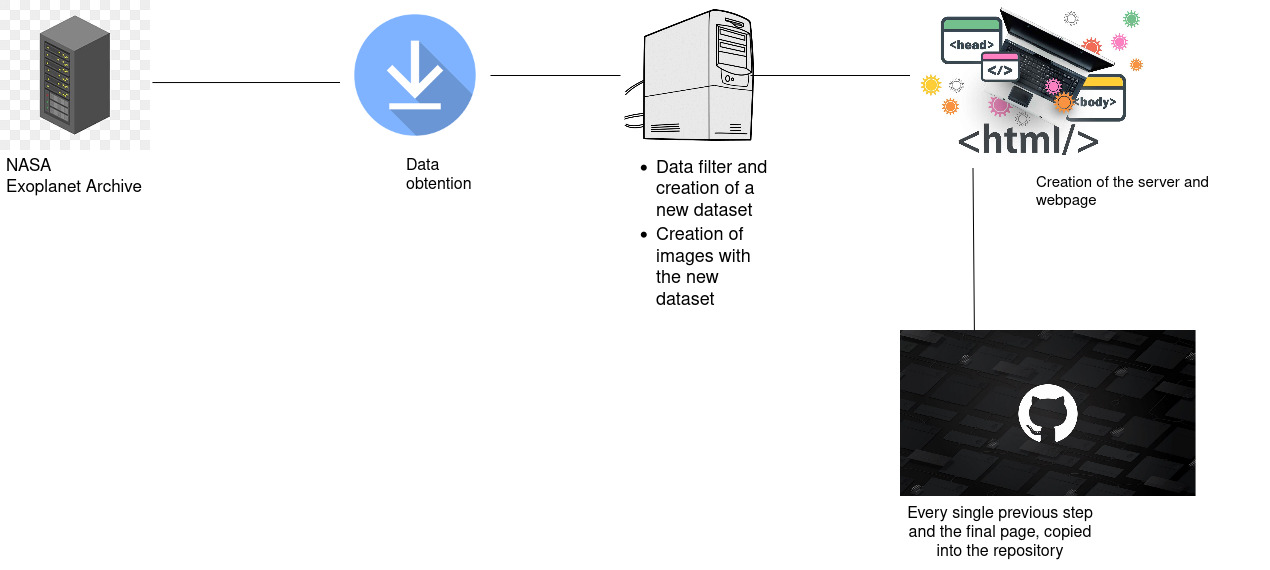 <head>
</>
<body>
<html/>
NASA
Exoplanet Archive
Data
obtention
• Data filter and
creation of a
new dataset
• Creation of
images with
the new
dataset
Creation of the server and
webpage
Every single previous step
and the final page, copied
into the repository